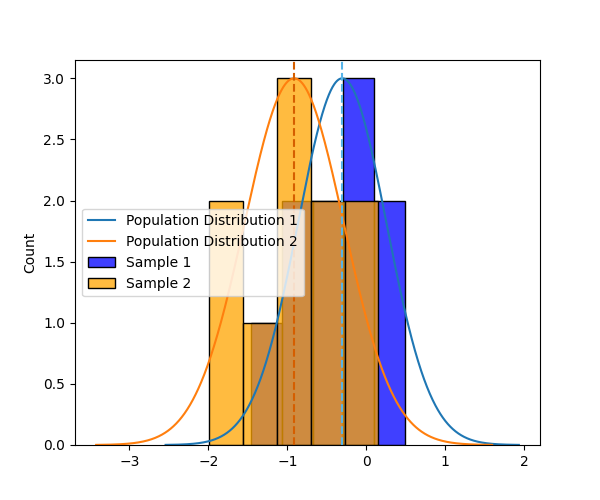 3.0
2.5
2.0
1.5
1.0
0.5
0.0
Count
Population Distribution 1
Population Distribution 2
Sample 1
Sample 2
−3
−2
−1
0
1
2